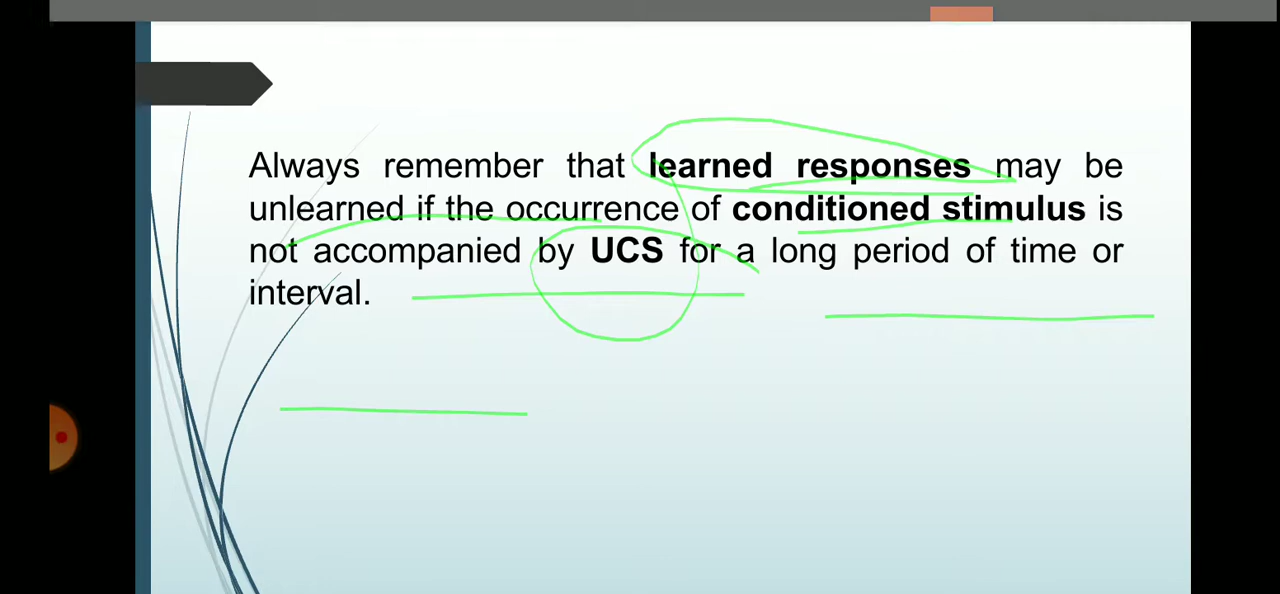 Always remember that learned responses may be
unlearned if the occurrence of conditioned stimulus is
not accompanied by UCS for a long period of time or
interval.